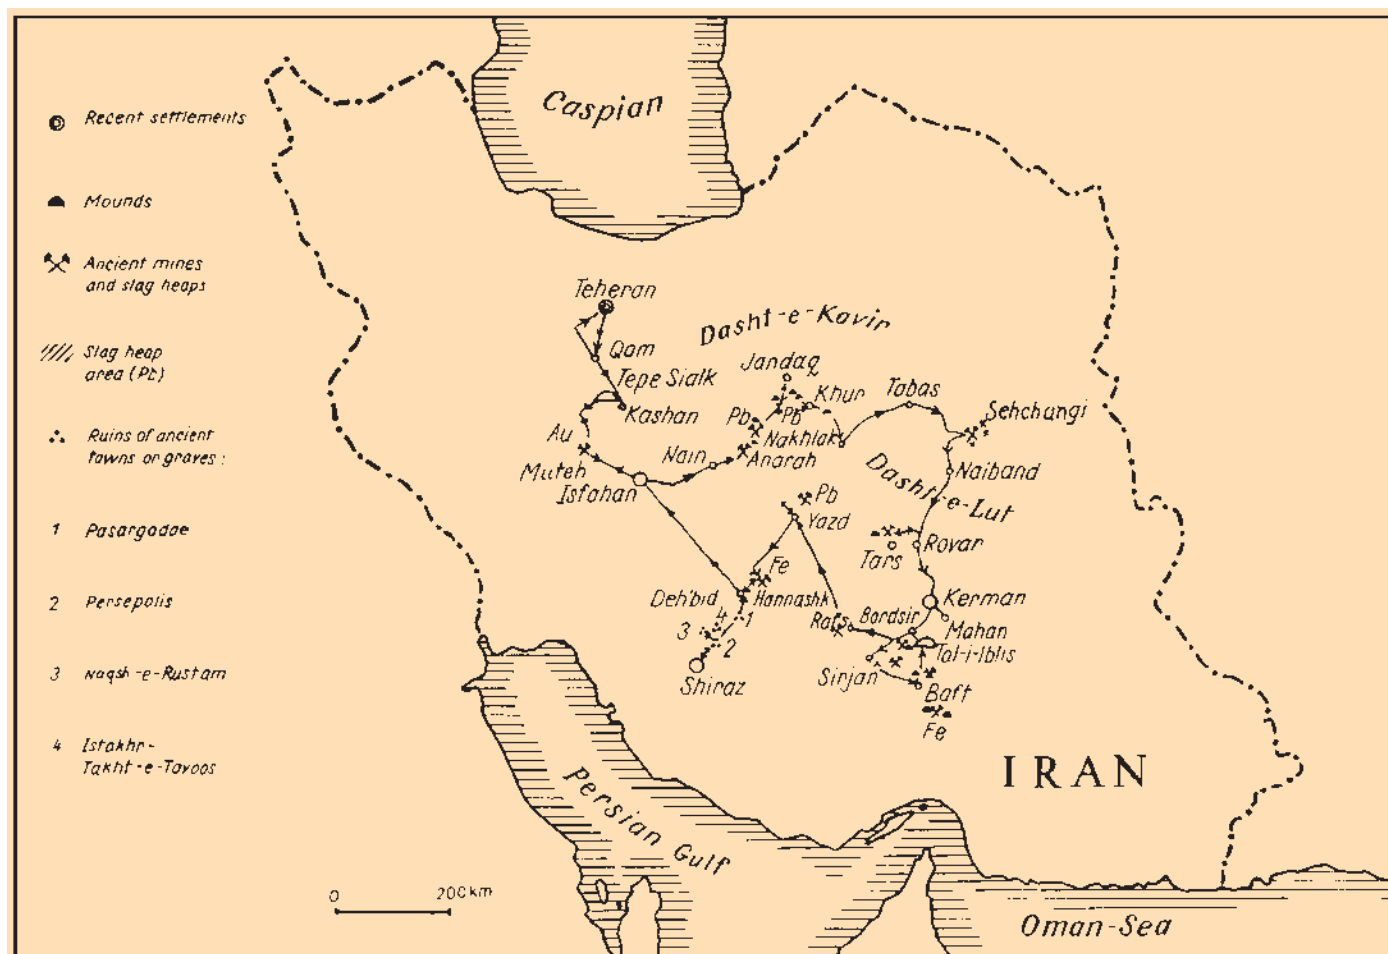 Caspian
Recent settlements
Mounds
Ancient mines
and slag heaps
Slag heap
area (Pb)
Ruins of ancient
towns or graves:
1 Pasargadae
2 Persepolis
3 Naqsh-e-Rustam
4 Istakhr-
Takht-e-Tavoos
Teheran
Dasht-e-Kavir
Qom
Jandaq
Tepe Sialk
Khur
Tabas
Sehchangi
Kashan
Pb
Pb
Au
Nakhlak
Nain
Anarah
Naiband
Muteh
Isfahan
Dasht-e-Lut
Pb
Yazd
Tars
Rovar
Fe
Deh'bid
Hannashk
Kerman
4
1
3
2
Rafs
Bardsir
Mahan
Tal-i-Iblis
Shiraz
Sirjan
Baft
Fe
IRAN
Persian Gulf
0 200 km
Oman-Sea